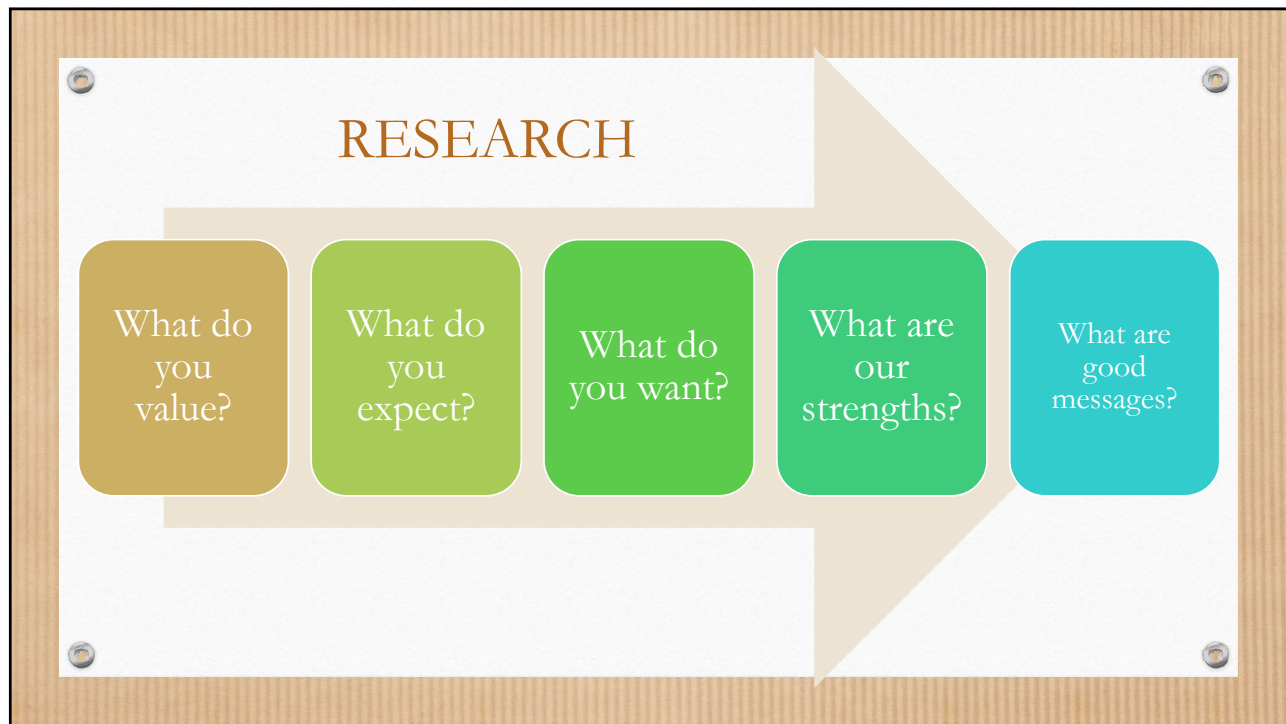 RESEARCH
What do
you
value?
What do
you
expect?
What do
you want?
What are
our
strengths?
What are
good
messages?